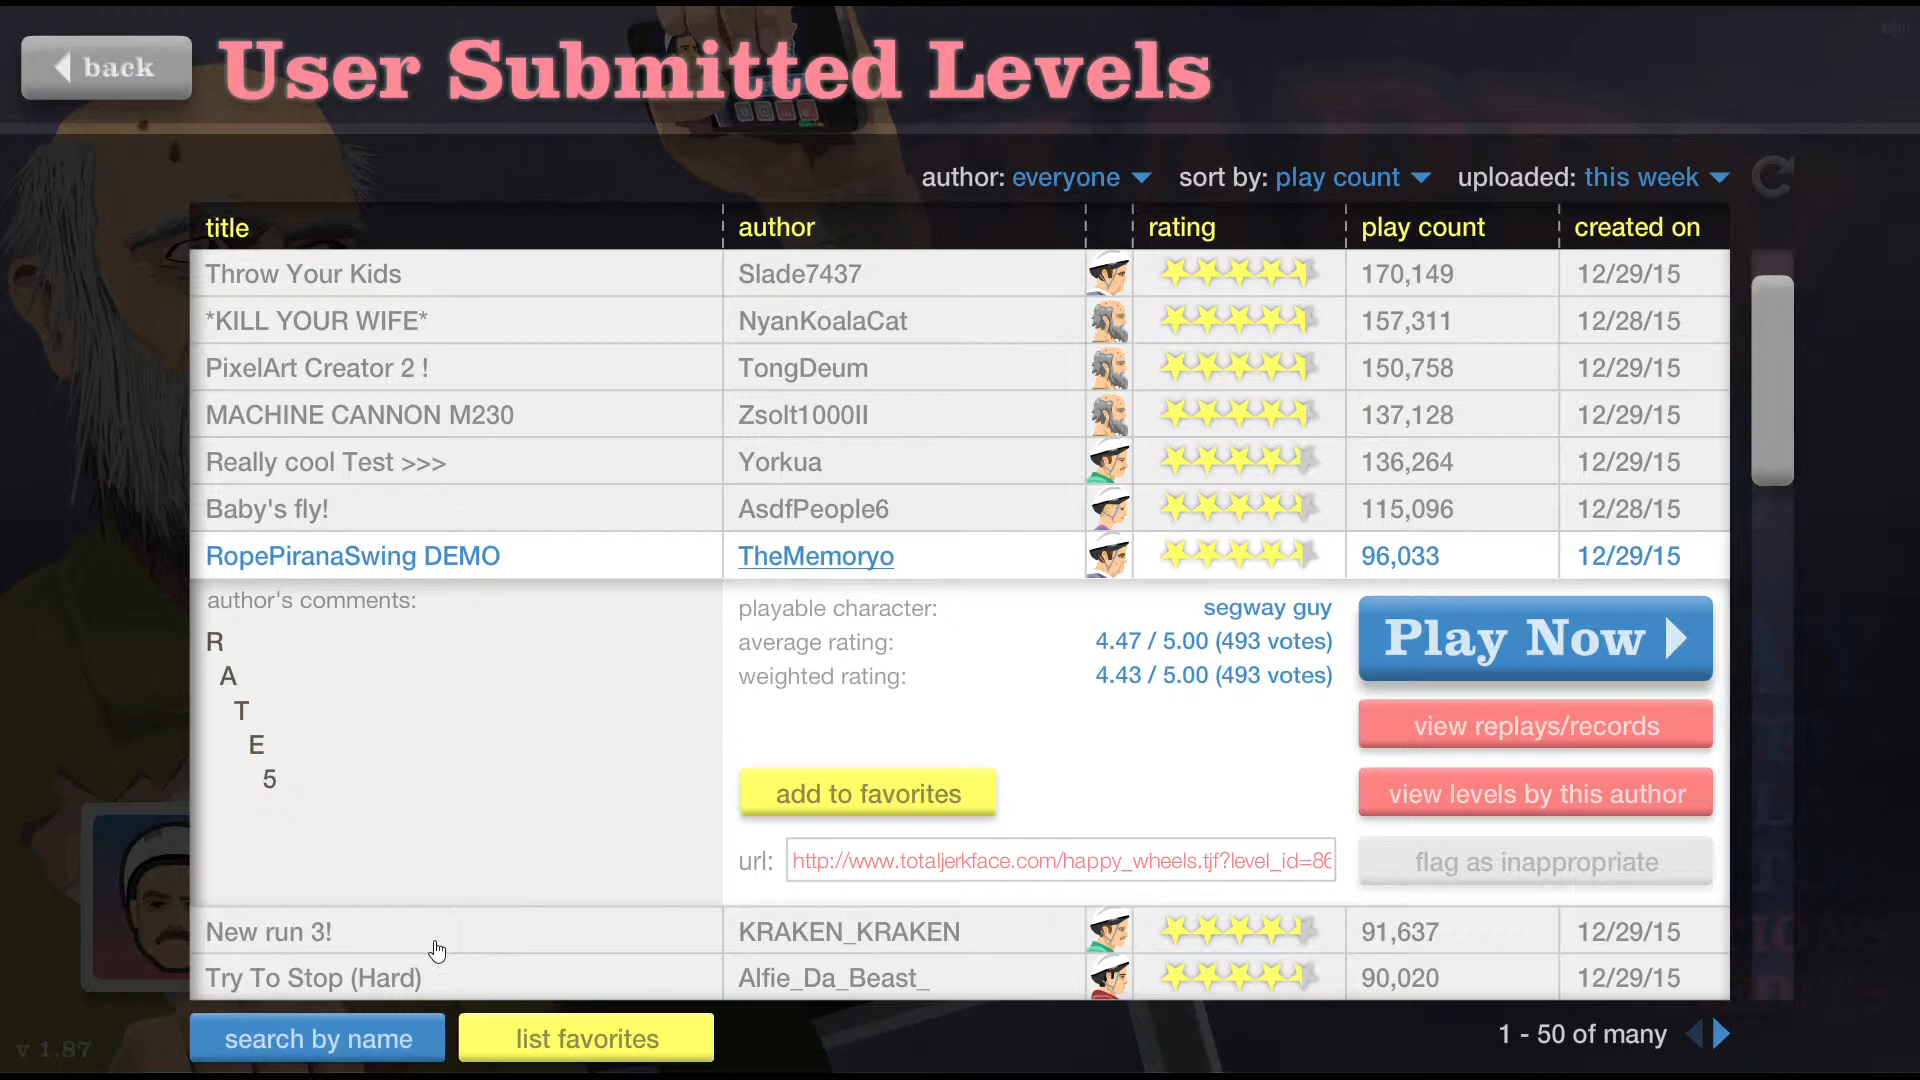 back
User Submitted Levels
author: everyone sort by: play count uploaded: this week
title author rating play count created on
Throw Your Kids Slade7437 170,149 12/29/15
*KILL YOUR WIFE* NyanKoalaCat 157,311 12/28/15
PixelArt Creator 2 ! TongDeum 150,758 12/29/15
MACHINE CANNON M230 Zsolt1000II 137,128 12/29/15
Really cool Test >>> Yorkua 136,264 12/29/15
Baby's fly! AsdfPeople6 115,096 12/28/15
RopePiranaSwing DEMO TheMemoryo 96,033 12/29/15
author's comments:
R
A
T
E
5
playable character: segway guy
average rating: 4.47 / 5.00 (493 votes)
weighted rating: 4.43 / 5.00 (493 votes)
add to favorites
url: http://www.totaljerkface.com/happy_wheels.tjf?level_id=86
Play Now
view replays/records
view levels by this author
flag as inappropriate
New run 3! KRAKEN_KRAKEN 91,637 12/29/15
Try To Stop (Hard) Alfie_Da_Beast_ 90,020 12/29/15
search by name list favorites 1 - 50 of many
v 1.87